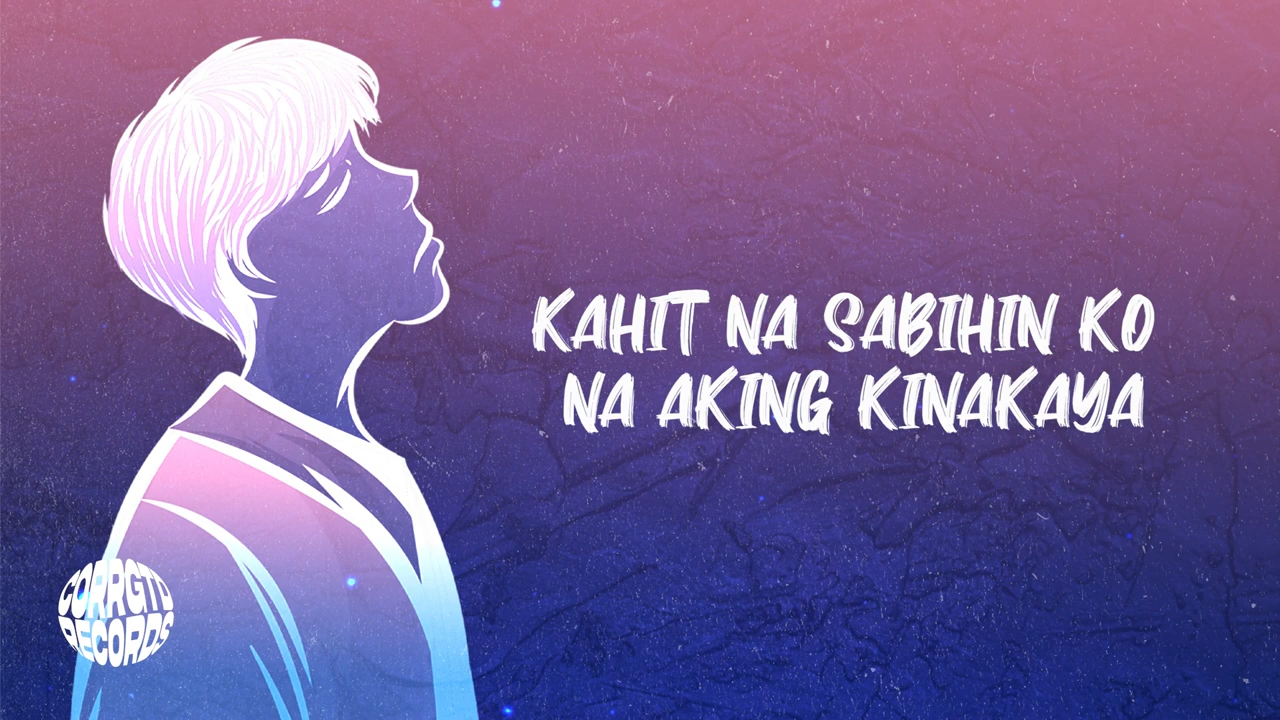 KAHIT NA SABIHIN KO
NA AKING KINAKAYA
CORRGTD
RECORDS